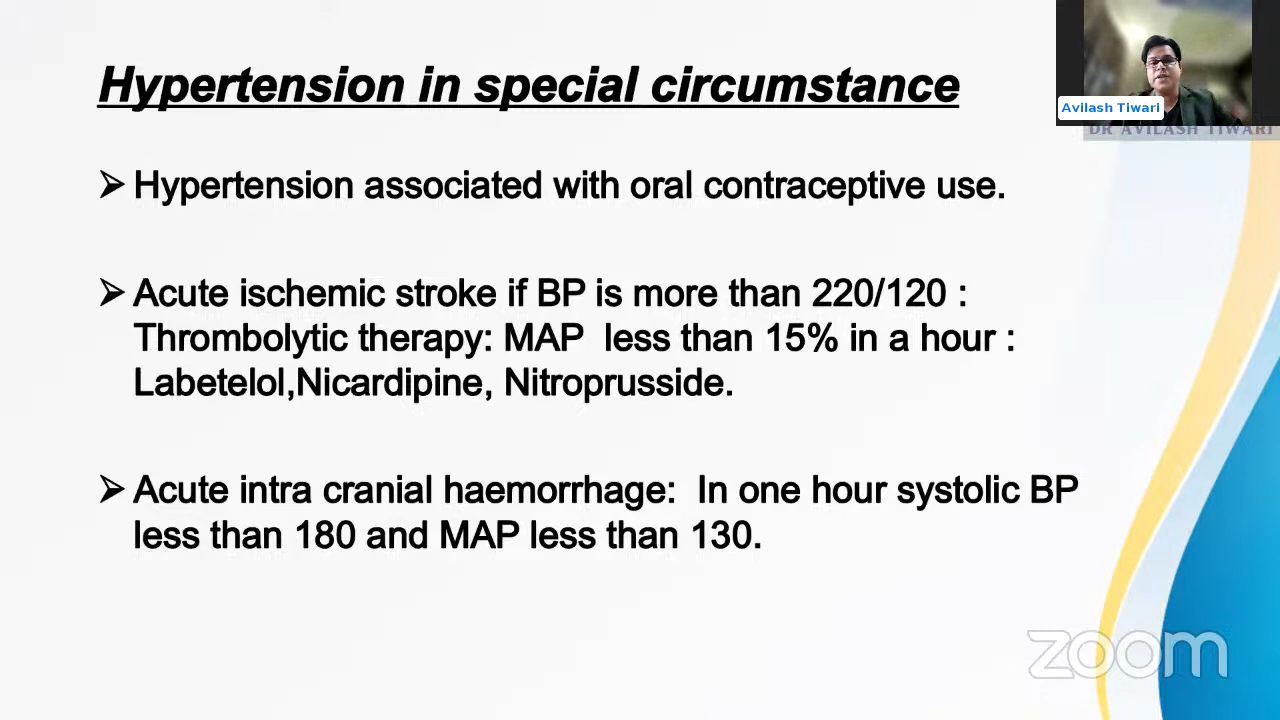 Hypertension in special circumstance
Avilash Tiwari
DR AVILASH TIWARI
➢ Hypertension associated with oral contraceptive use.
➢ Acute ischemic stroke if BP is more than 220/120 :
Thrombolytic therapy: MAP  less than 15% in a hour :
Labetelol,Nicardipine, Nitroprusside.
➢ Acute intra cranial haemorrhage:  In one hour systolic BP
less than 180 and MAP less than 130.
zoom